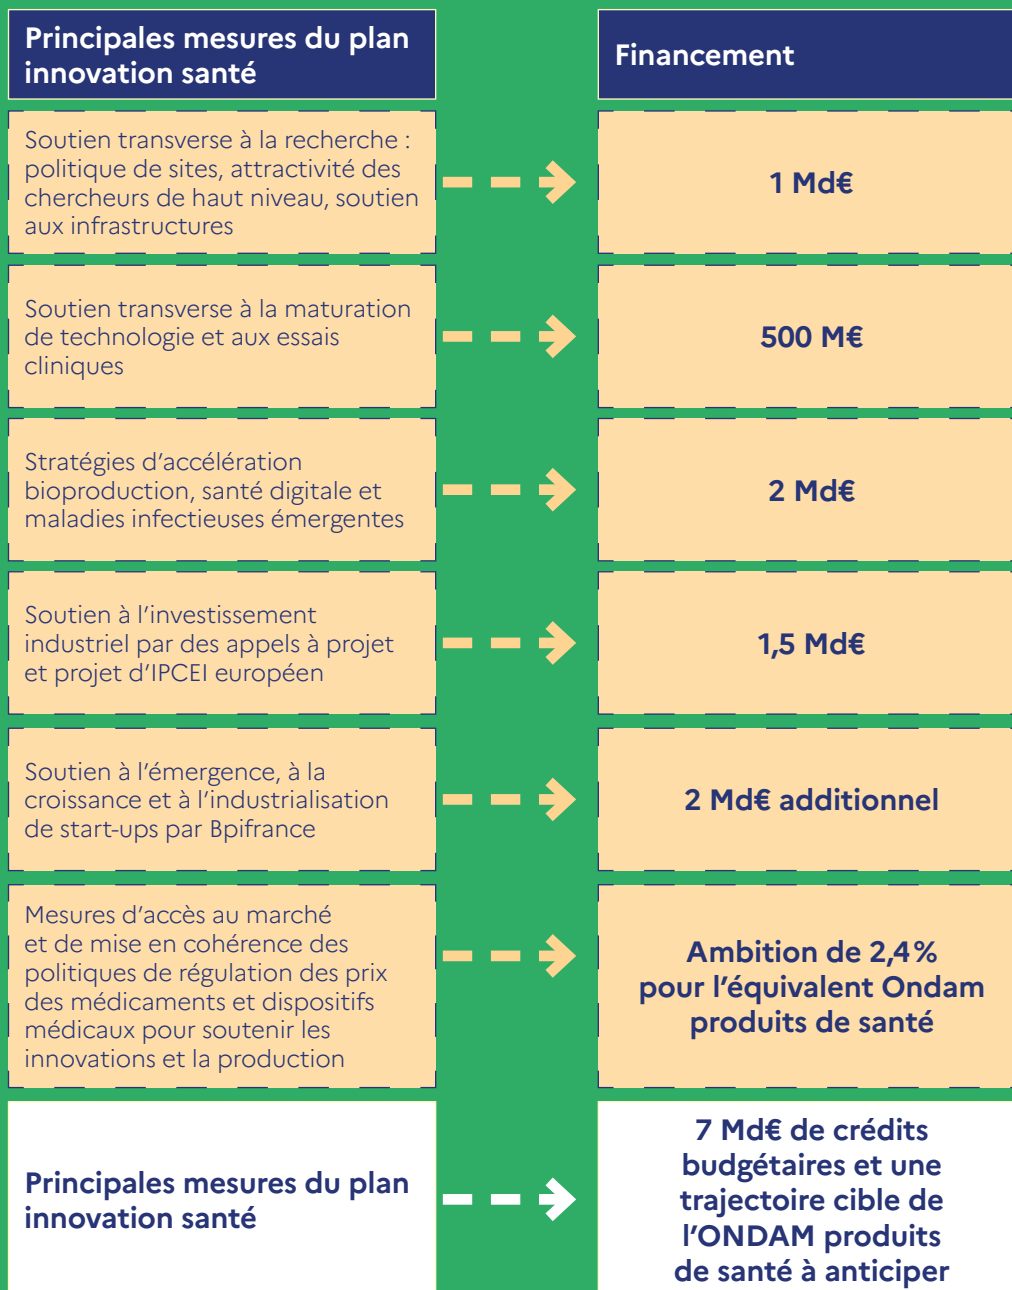 Principales mesures du plan
innovation santé
Financement
Soutien transverse à la recherche :
politique de sites, attractivité des
chercheurs de haut niveau, soutien
aux infrastructures
1 Md€
Soutien transverse à la maturation
de technologie et aux essais
cliniques
500 M€
Stratégies d'accélération
bioproduction, santé digitale et
maladies infectieuses émergentes
2 Md€
Soutien à l'investissement
industriel par des appels à projet
et projet d'IPCEI européen
1,5 Md€
Soutien à l'émergence, à la
croissance et à l'industrialisation
de start-ups par Bpifrance
2 Md€ additionnel
Mesures d'accès au marché
et de mise en cohérence des
politiques de régulation des prix
des médicaments et dispositifs
médicaux pour soutenir les
innovations et la production
Ambition de 2,4%
pour l'équivalent Ondam
produits de santé
Principales mesures du plan
innovation santé
7 Md€ de crédits
budgétaires et une
trajectoire cible de
l'ONDAM produits
de santé à anticiper